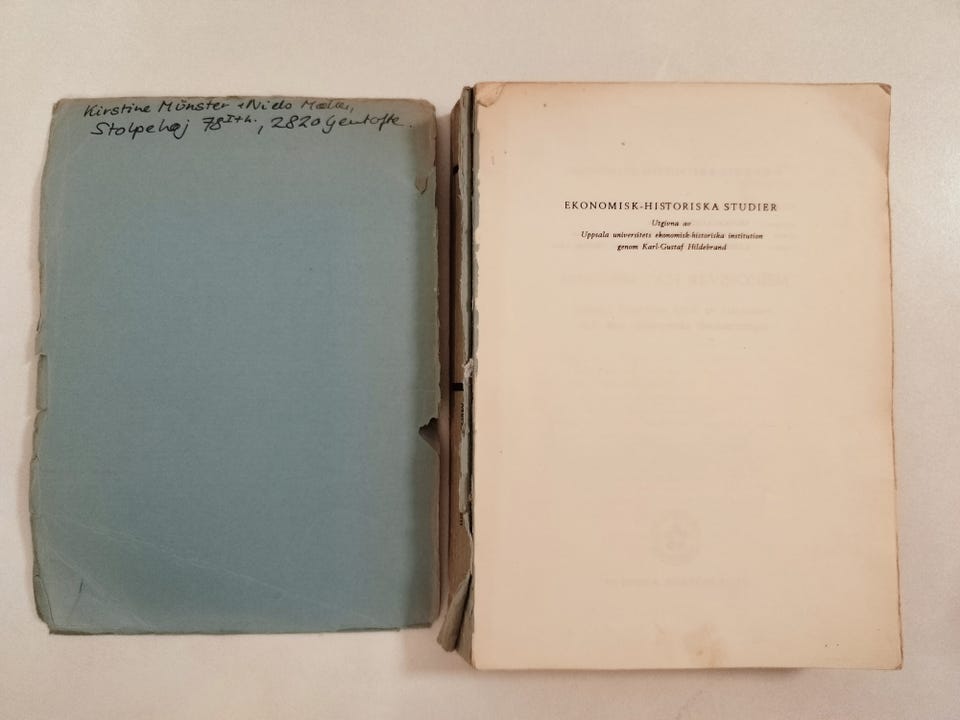 Kirstine Münster + Niels
Stolpehøj 78 I th., 2820 Gentofte.
EKONOMISK-HISTORISKA STUDIER
Utgivna av
Uppsala universitets ekonomisk-historiska institution
genom Karl-Gustaf Hildebrand